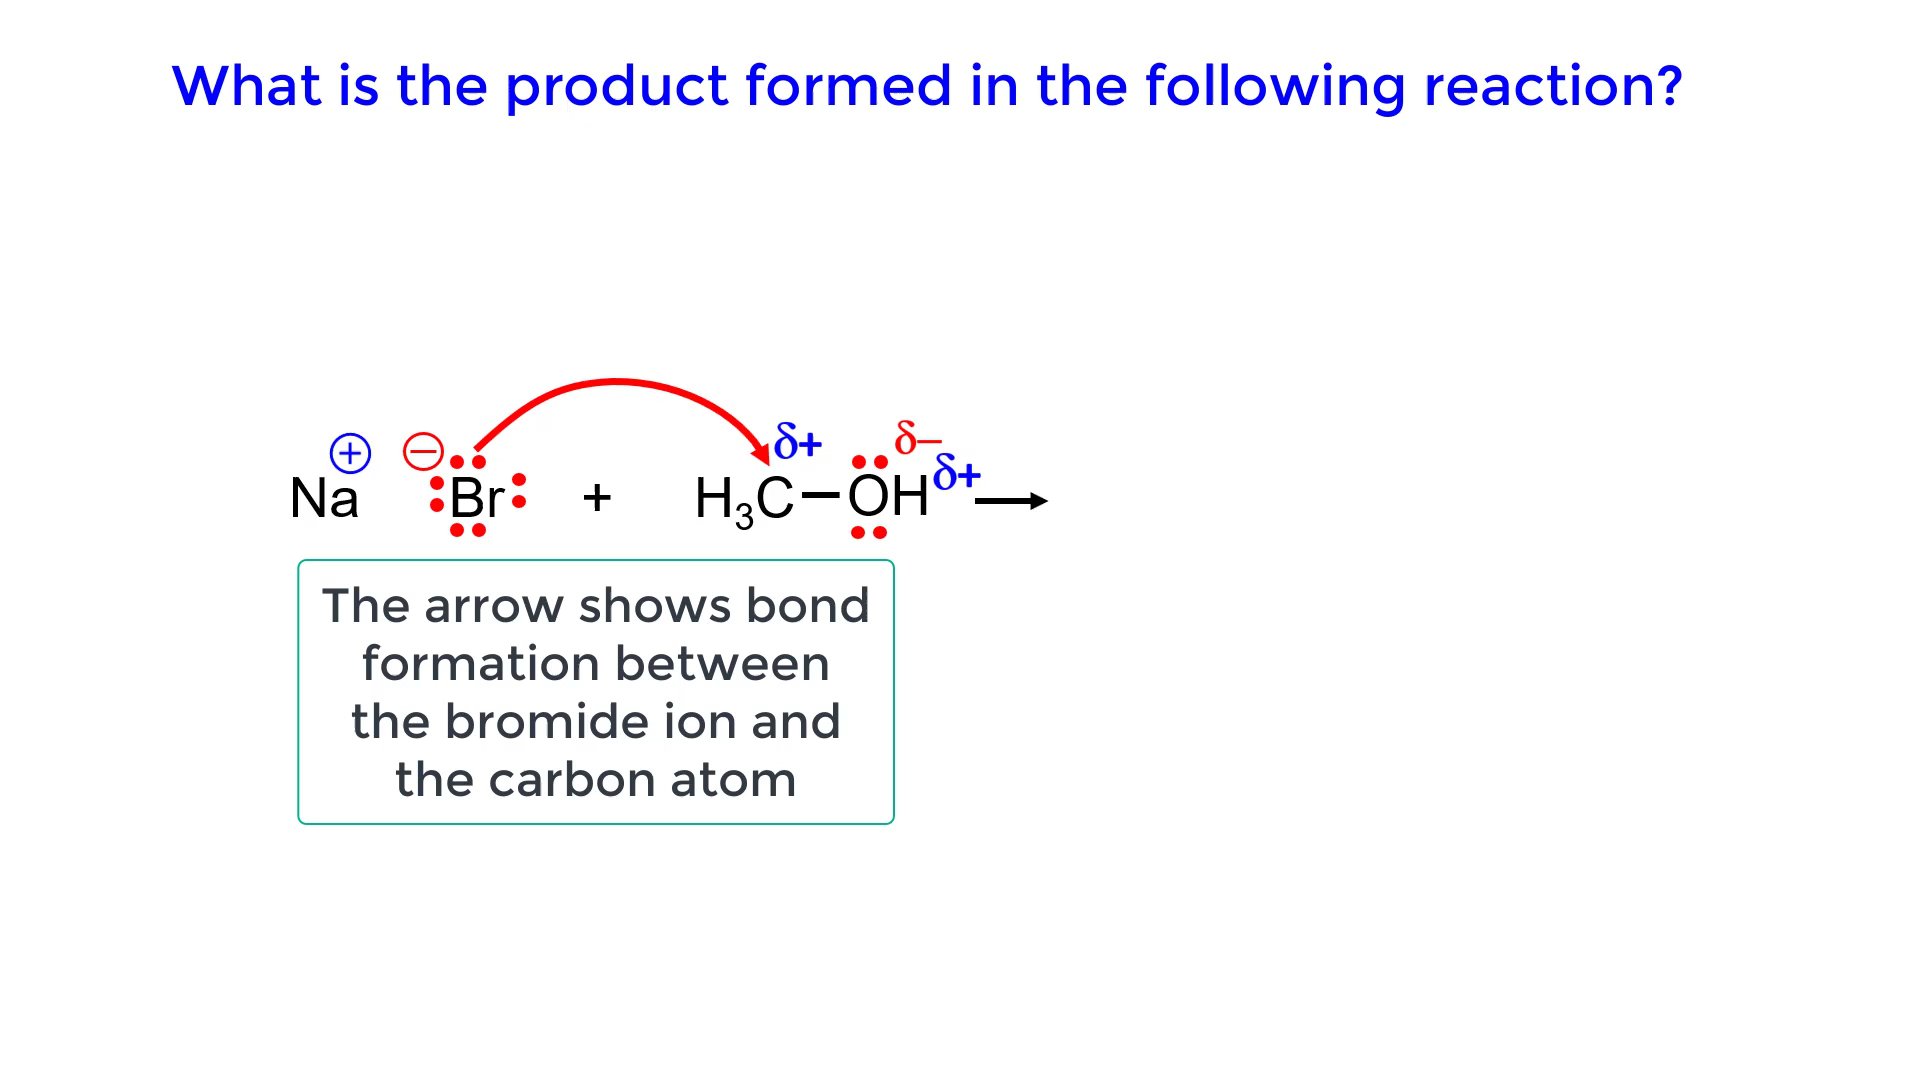 What is the product formed in the following reaction?
Na⊕ ⊖Br + H₃C–OH →
δ+ δ– δ+
The arrow shows bond
formation between
the bromide ion and
the carbon atom